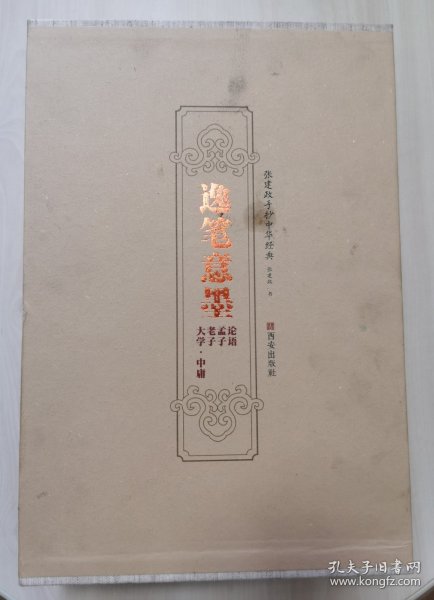 张建政手抄中华经典
张建政 书
逸笔意墨
论语
孟子
老子
大学·中庸
西安出版社
孔夫子旧书网
www.kongfz.com